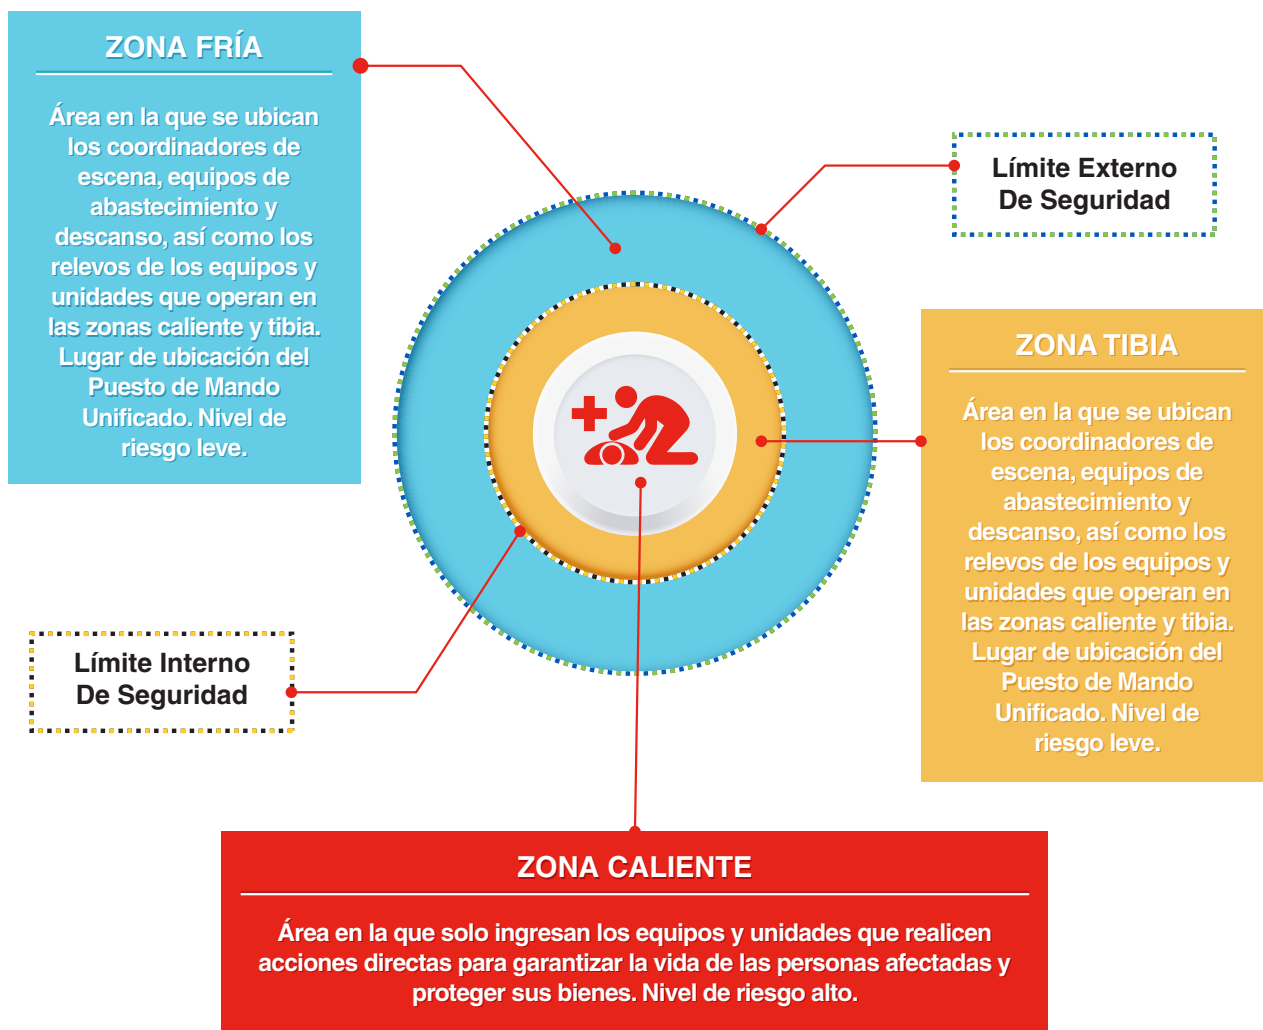 ZONA FRÍA
Área en la que se ubican
los coordinadores de
escena, equipos de
abastecimiento y
descanso, así como los
relevos de los equipos y
unidades que operan en
las zonas caliente y tibia.
Lugar de ubicación del
Puesto de Mando
Unificado. Nivel de
riesgo leve.
Límite Externo
De Seguridad
ZONA TIBIA
Área en la que se ubican
los coordinadores de
escena, equipos de
abastecimiento y
descanso, así como los
relevos de los equipos y
unidades que operan en
las zonas caliente y tibia.
Lugar de ubicación del
Puesto de Mando
Unificado. Nivel de
riesgo leve.
Límite Interno
De Seguridad
ZONA CALIENTE
Área en la que solo ingresan los equipos y unidades que realicen
acciones directas para garantizar la vida de las personas afectadas y
proteger sus bienes. Nivel de riesgo alto.